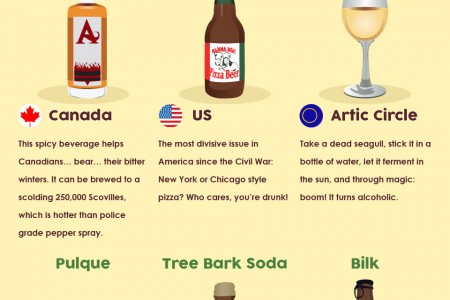 A
MAMMA MIA!
Pizza Beer
Canada
This spicy beverage helps
Canadians... bear... their bitter
winters. It can be brewed to a
scolding 250,000 Scovilles,
which is hotter than police
grade pepper spray.
US
The most divisive issue in
America since the Civil War:
New York or Chicago style
pizza? Who cares, you're drunk!
Artic Circle
Take a dead seagull, stick it in a
bottle of water, let it ferment in
the sun, and through magic:
boom! It turns alcoholic.
Pulque
Tree Bark Soda
Bilk